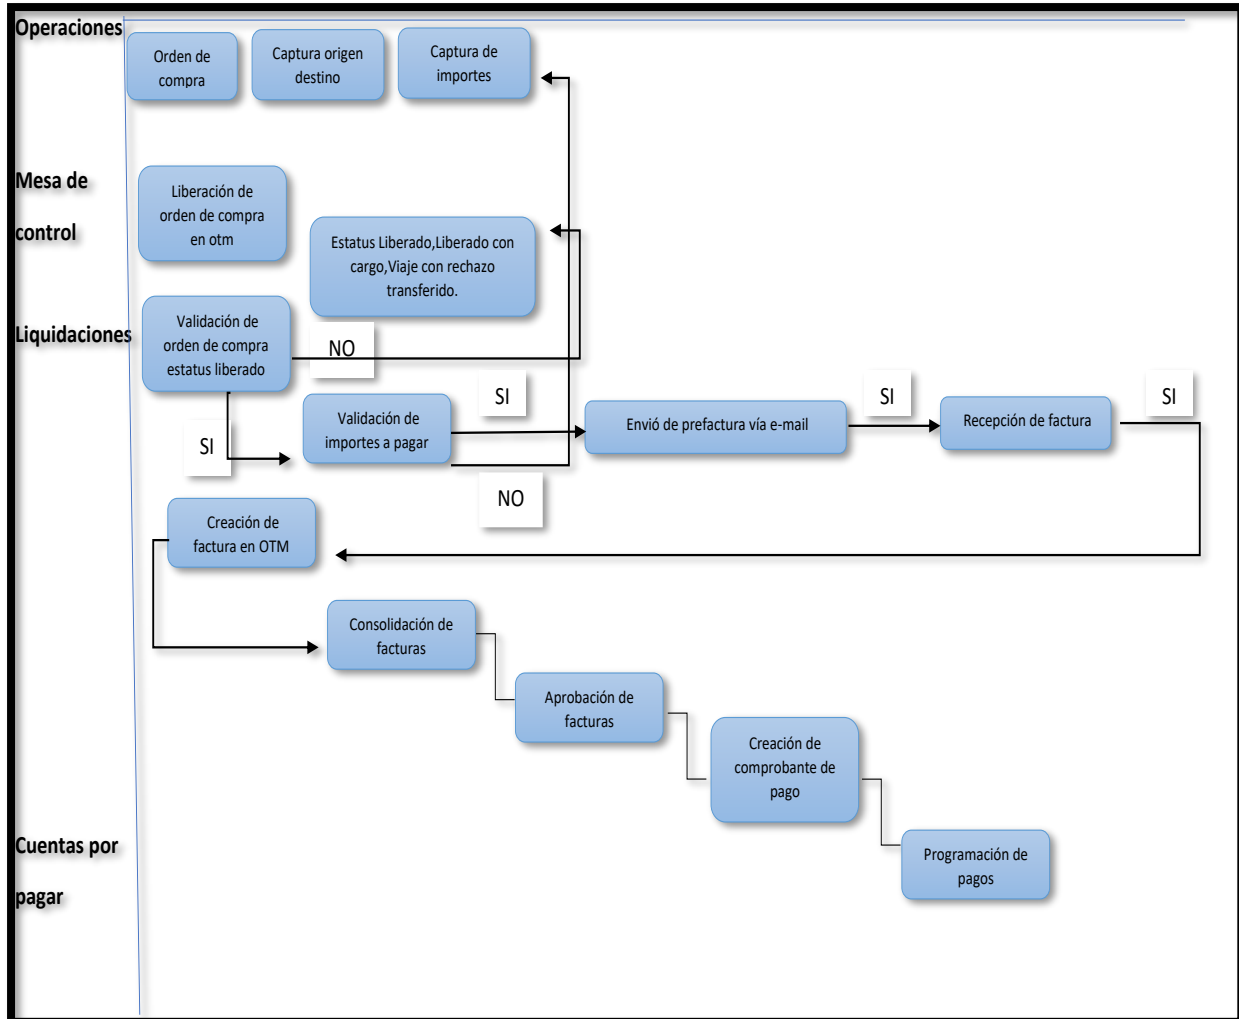 Operaciones
Orden de
compra
Captura origen
destino
Captura de
importes
Mesa de
control
Liberación de
orden de compra
en otm
Estatus Liberado,Liberado con
cargo,Viaje con rechazo
transferido.
Liquidaciones
Validación de
orden de compra
estatus liberado
NO
SI
Validación de
importes a pagar
SI
NO
Envió de prefactura vía e-mail
SI
Recepción de factura
SI
Creación de
factura en OTM
Consolidación de
facturas
Aprobación de
facturas
Creación de
comprobante de
pago
Cuentas por
pagar
Programación de
pagos